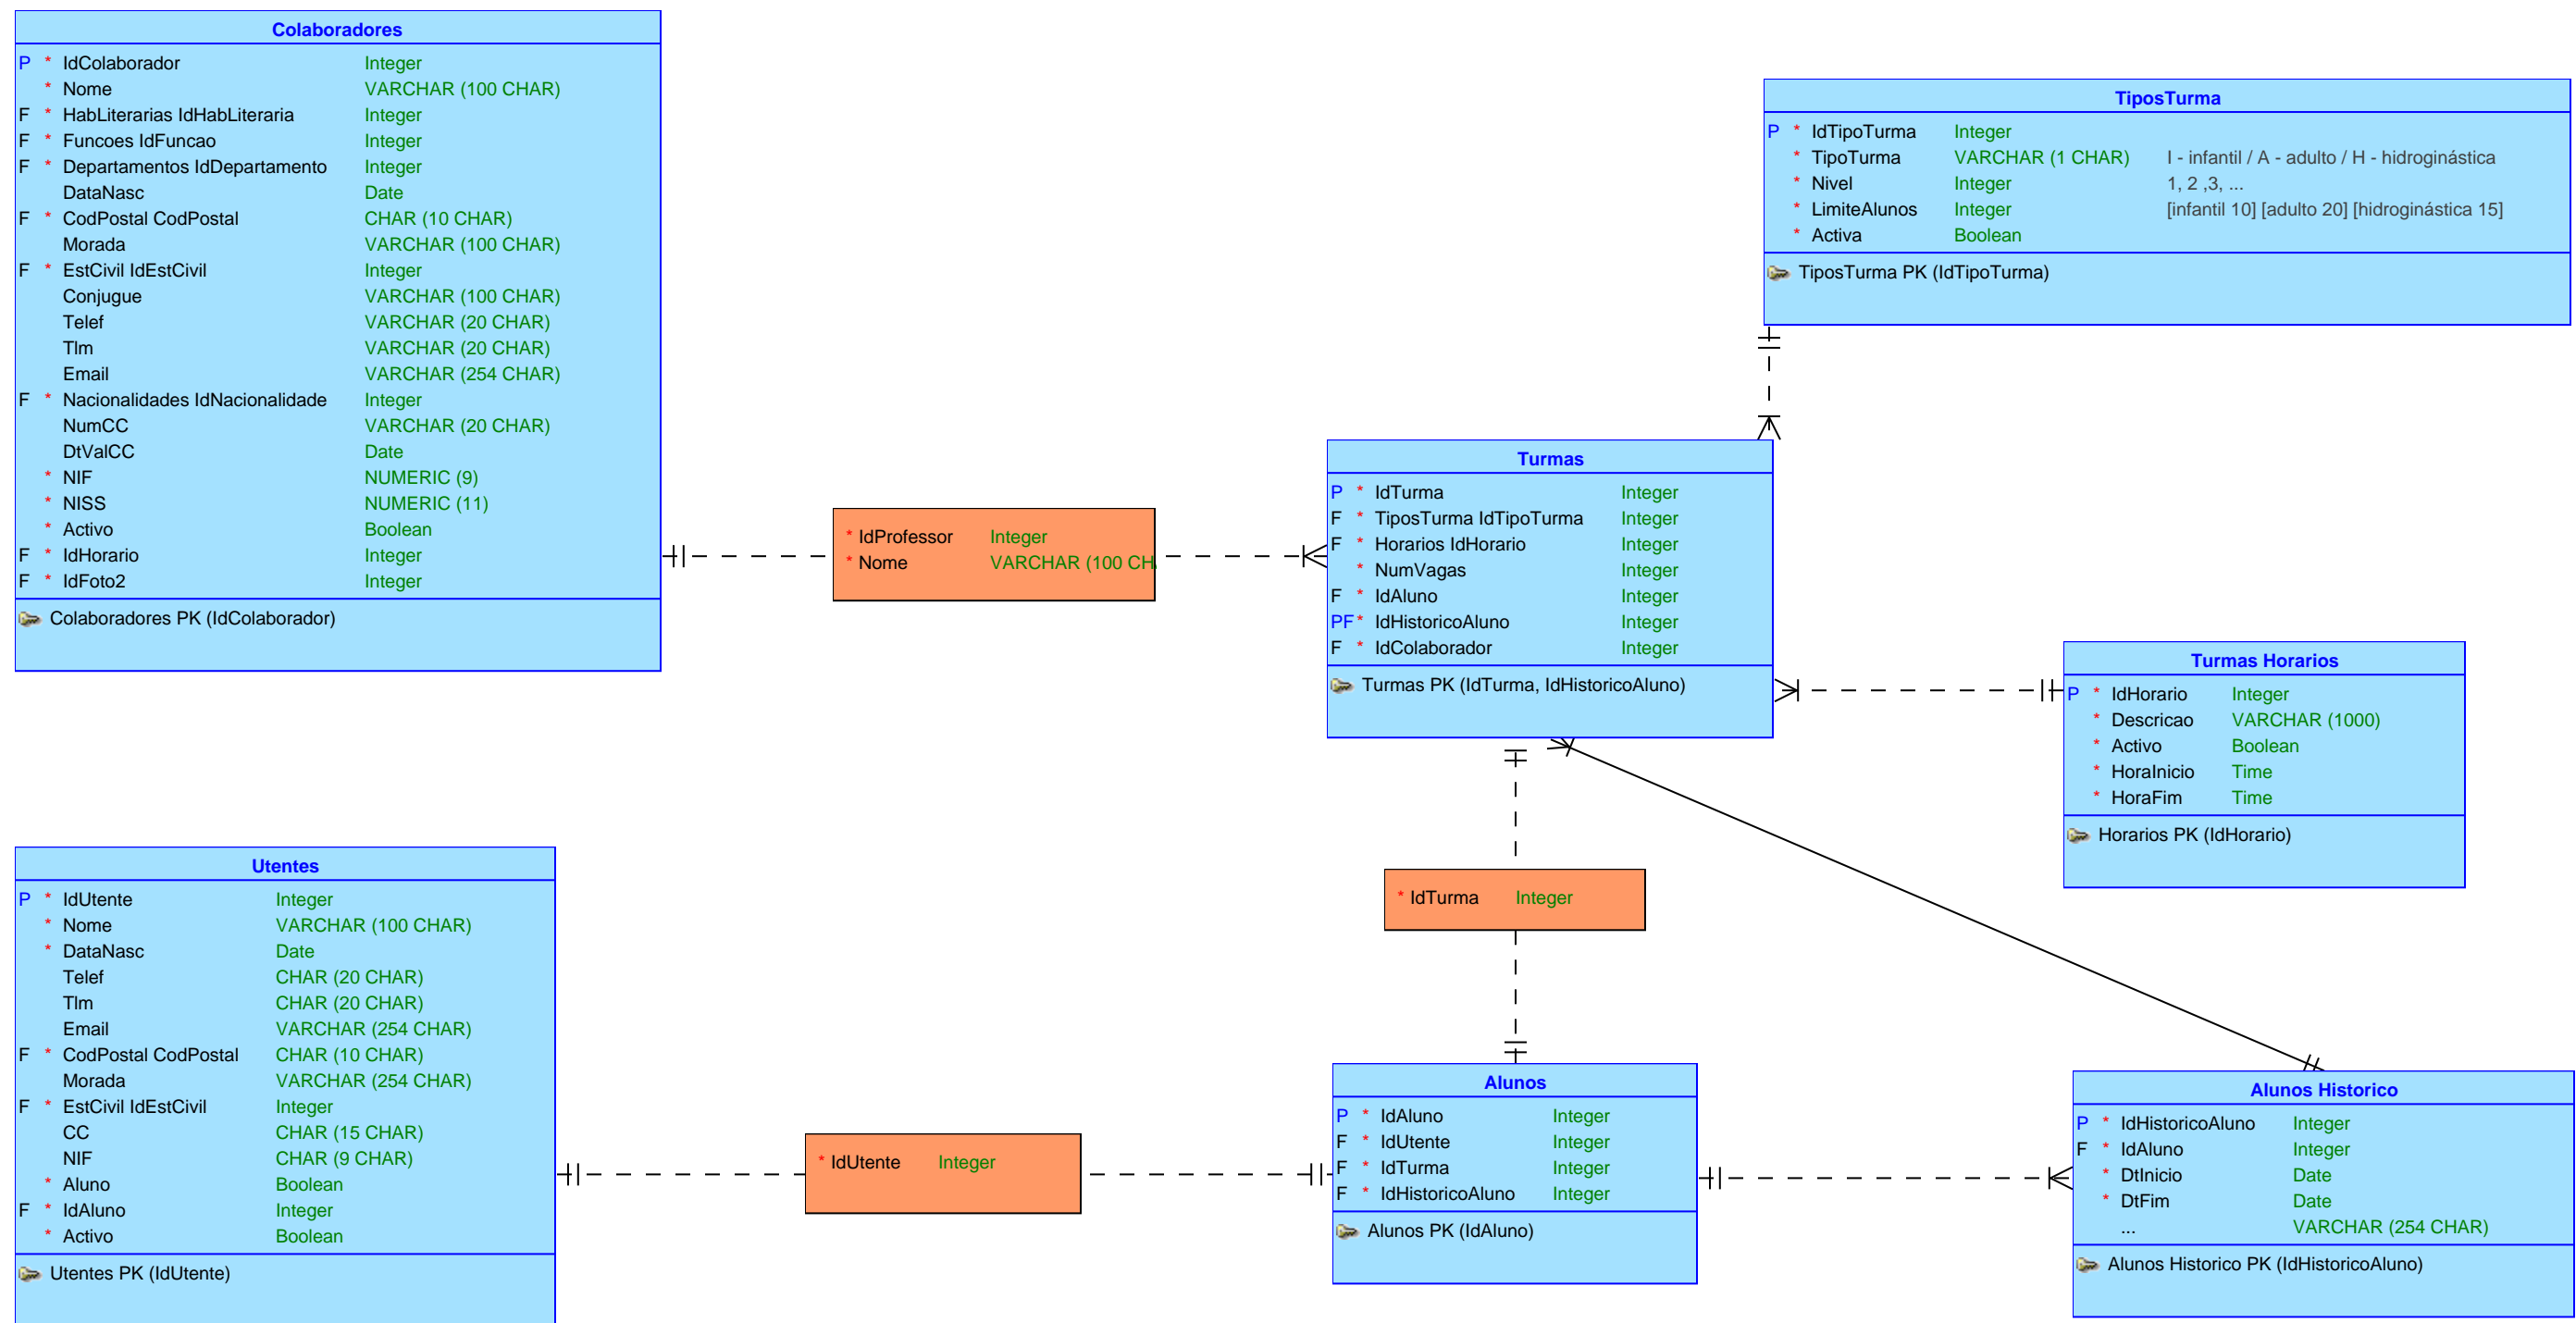 Colaboradores
P * IdColaborador Integer
* Nome VARCHAR (100 CHAR)
F * HabLiterarias IdHabLiteraria Integer
F * Funcoes IdFuncao Integer
F * Departamentos IdDepartamento Integer
DataNasc Date
F * CodPostal CodPostal CHAR (10 CHAR)
Morada VARCHAR (100 CHAR)
F * EstCivil IdEstCivil Integer
Conjugue VARCHAR (100 CHAR)
Telef VARCHAR (20 CHAR)
Tlm VARCHAR (20 CHAR)
Email VARCHAR (254 CHAR)
F * Nacionalidades IdNacionalidade Integer
NumCC VARCHAR (20 CHAR)
DtValCC Date
* NIF NUMERIC (9)
* NISS NUMERIC (11)
* Activo Boolean
F * IdHorario Integer
F * IdFoto2 Integer
Colaboradores PK (IdColaborador)
TiposTurma
P * IdTipoTurma Integer
* TipoTurma VARCHAR (1 CHAR) I - infantil / A - adulto / H - hidroginástica
* Nivel Integer 1, 2 ,3, ...
* LimiteAlunos Integer [infantil 10] [adulto 20] [hidroginástica 15]
* Activa Boolean
TiposTurma PK (IdTipoTurma)
* IdProfessor Integer
* Nome VARCHAR (100 CH
Turmas
P * IdTurma Integer
F * TiposTurma IdTipoTurma Integer
F * Horarios IdHorario Integer
* NumVagas Integer
F * IdAluno Integer
PF * IdHistoricoAluno Integer
F * IdColaborador Integer
Turmas PK (IdTurma, IdHistoricoAluno)
Turmas Horarios
P * IdHorario Integer
* Descricao VARCHAR (1000)
* Activo Boolean
* HoraInicio Time
* HoraFim Time
Horarios PK (IdHorario)
* IdTurma Integer
Utentes
P * IdUtente Integer
* Nome VARCHAR (100 CHAR)
* DataNasc Date
Telef CHAR (20 CHAR)
Tlm CHAR (20 CHAR)
Email VARCHAR (254 CHAR)
F * CodPostal CodPostal CHAR (10 CHAR)
Morada VARCHAR (254 CHAR)
F * EstCivil IdEstCivil Integer
CC CHAR (15 CHAR)
NIF CHAR (9 CHAR)
* Aluno Boolean
F * IdAluno Integer
* Activo Boolean
Utentes PK (IdUtente)
* IdUtente Integer
Alunos
P * IdAluno Integer
F * IdUtente Integer
F * IdTurma Integer
F * IdHistoricoAluno Integer
Alunos PK (IdAluno)
Alunos Historico
P * IdHistoricoAluno Integer
F * IdAluno Integer
* DtInicio Date
* DtFim Date
... VARCHAR (254 CHAR)
Alunos Historico PK (IdHistoricoAluno)